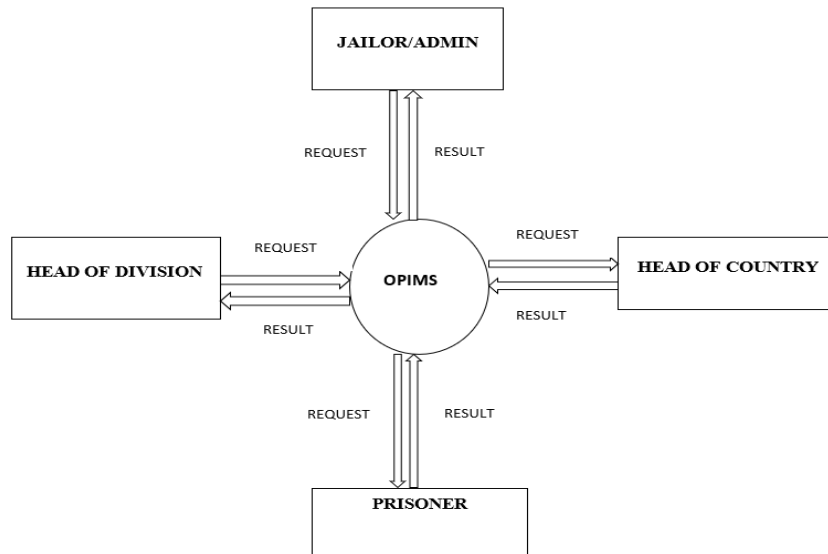 JAILOR/ADMIN
REQUEST
RESULT
HEAD OF DIVISION
REQUEST
RESULT
OPIMS
REQUEST
RESULT
HEAD OF COUNTRY
REQUEST
RESULT
PRISONER